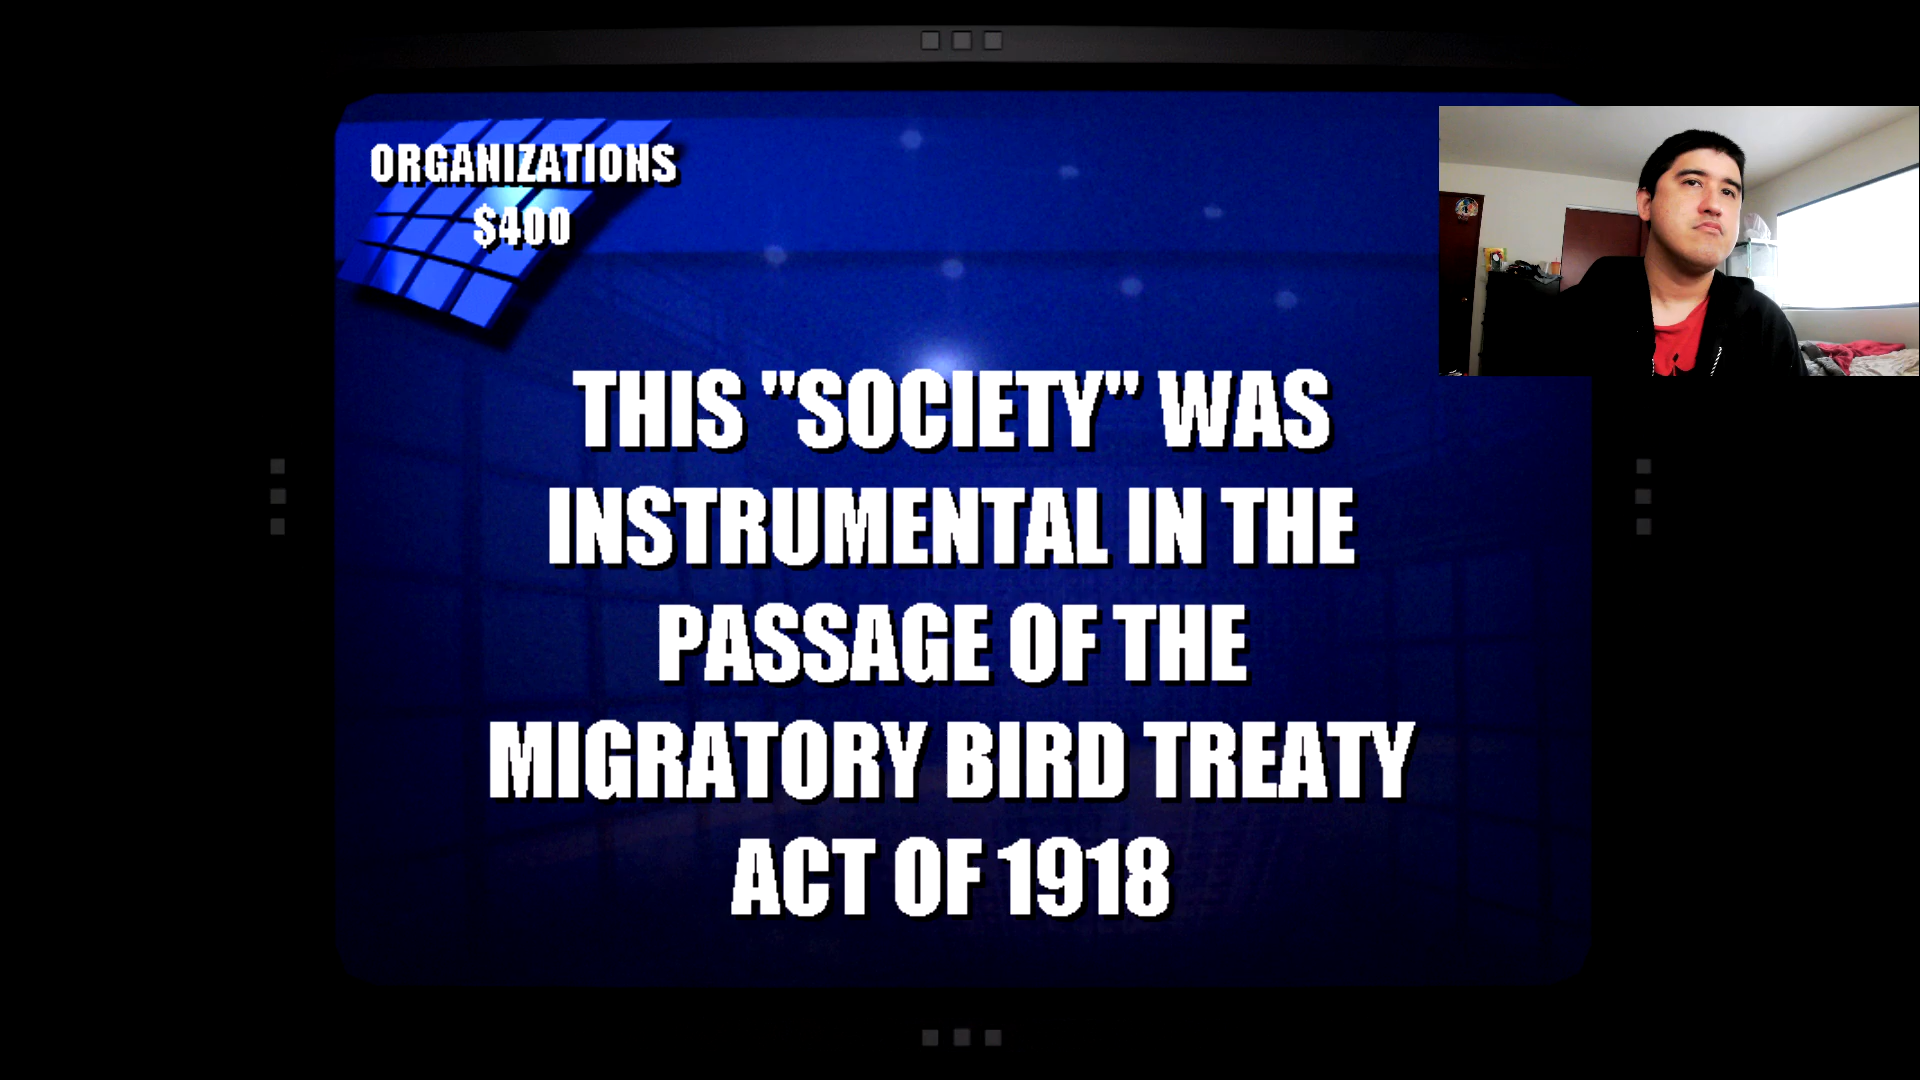 ORGANIZATIONS
$400
THIS "SOCIETY" WAS
INSTRUMENTAL IN THE
PASSAGE OF THE
MIGRATORY BIRD TREATY
ACT OF 1918